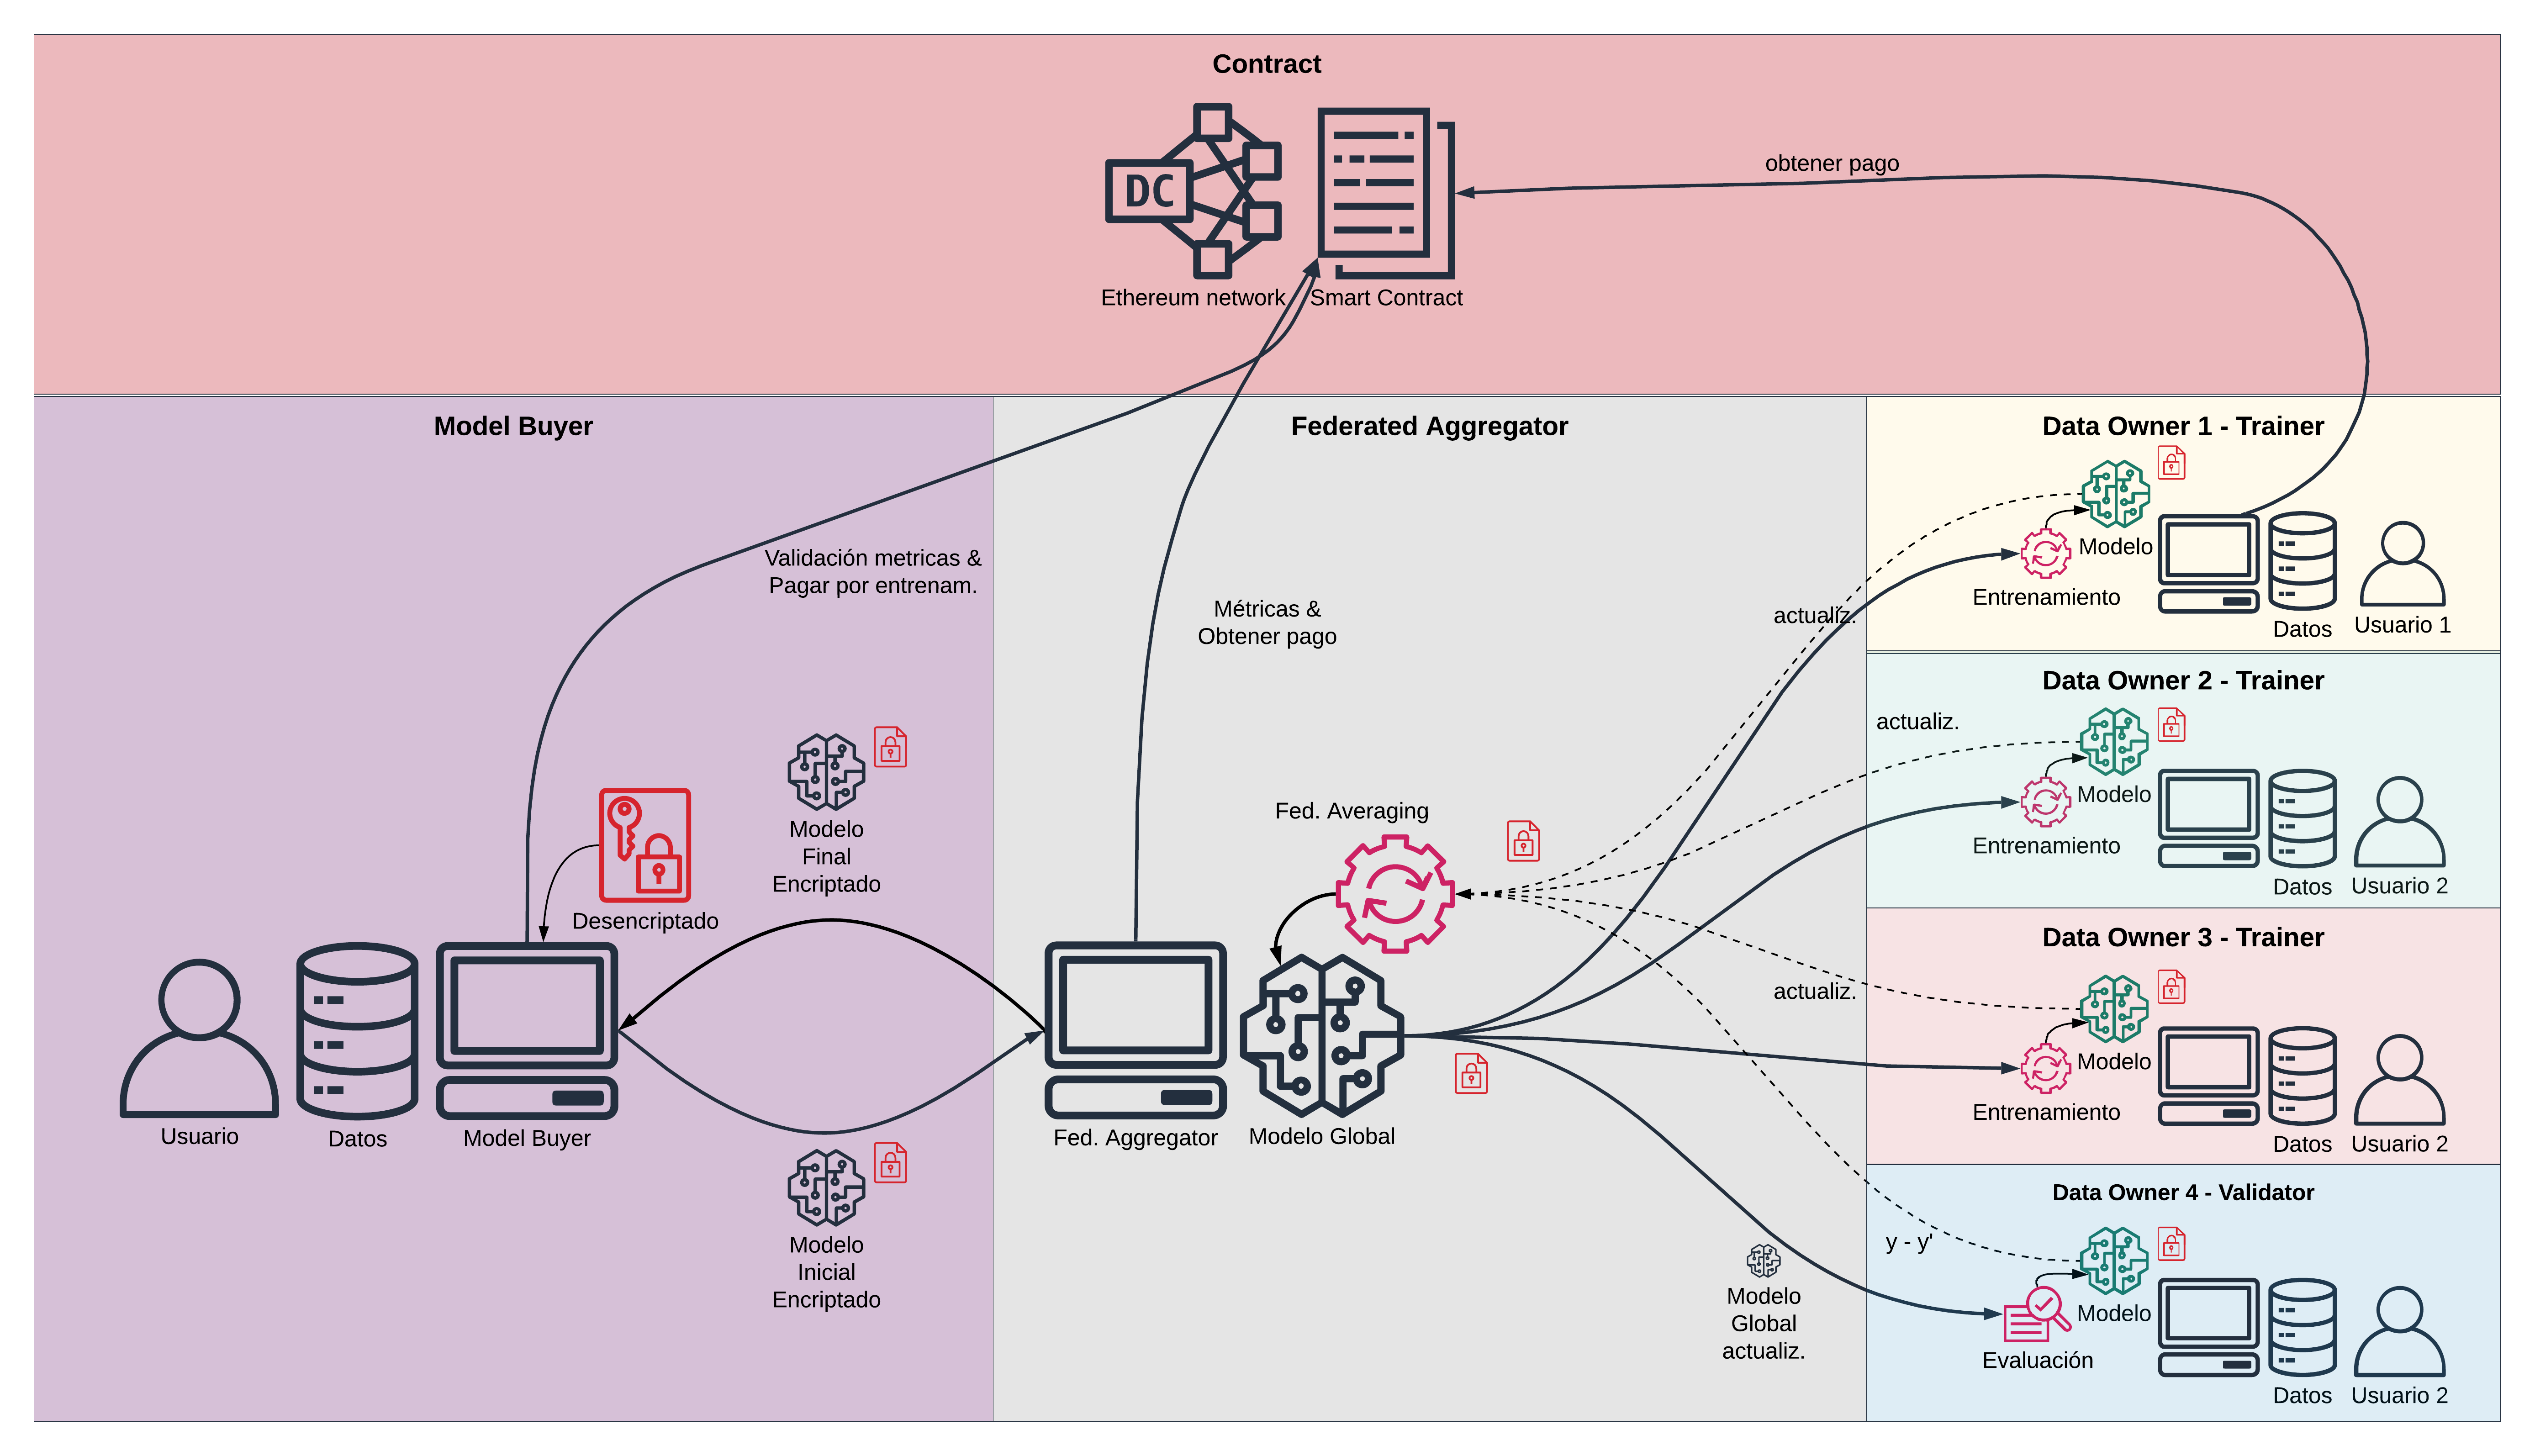 Contract
DC
Ethereum network
Smart Contract
obtener pago
Model Buyer
Validación metricas &
Pagar por entrenam.
Modelo
Final
Encriptado
Desencriptado
Usuario
Datos
Model Buyer
Modelo
Inicial
Encriptado
Federated Aggregator
Métricas &
Obtener pago
Fed. Averaging
Fed. Aggregator
Modelo Global
actualiz.
actualiz.
actualiz.
y - y'
Modelo
Global
actualiz.
Data Owner 1 - Trainer
Modelo
Entrenamiento
Datos
Usuario 1
Data Owner 2 - Trainer
Modelo
Entrenamiento
Datos
Usuario 2
Data Owner 3 - Trainer
Modelo
Entrenamiento
Datos
Usuario 2
Data Owner 4 - Validator
Modelo
Evaluación
Datos
Usuario 2